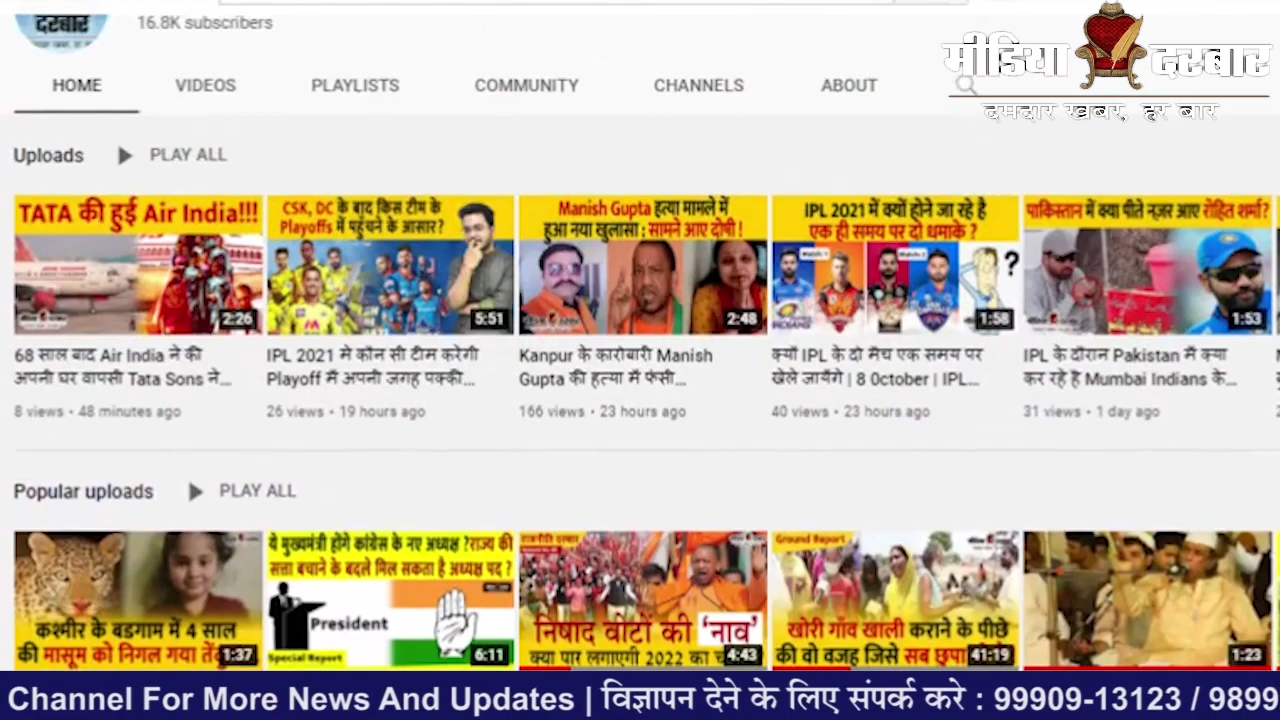 दरबार
16.8K subscribers
मीडिया दरबार
दमदार खबर, हर बार
HOME VIDEOS PLAYLISTS COMMUNITY CHANNELS ABOUT
Uploads PLAY ALL
TATA की हुई Air India!!!
2:26
CSK, DC के बाद किस टीम के
Playoffs में पहुंचने के आसार?
5:51
Manish Gupta हत्या मामले में
हुआ नया खुलासा : सामने आए दोषी !
2:48
IPL 2021 में क्यों होने जा रहे है
एक ही समय पर दो धमाके ?
1:58
पाकिस्तान में क्या पीते नज़र आए रोहित शर्मा?
1:53
68 साल बाद Air India ने की
अपनी घर वापसी Tata Sons ने...
8 views • 48 minutes ago
IPL 2021 मे कौन सी टीम करेगी
Playoff में अपनी जगह पक्की...
26 views • 19 hours ago
Kanpur के कारोबारी Manish
Gupta की हत्या में फंसी...
166 views • 23 hours ago
क्यों IPL के दो मैच एक समय पर
खेले जायेंगे | 8 October | IPL...
40 views • 23 hours ago
IPL के दौरान Pakistan में क्या
कर रहे है Mumbai Indians के...
31 views • 1 day ago
Popular uploads PLAY ALL
कश्मीर के बडगाम में 4 साल
की मासूम को निगल गया
1:37
ये मुख्यमंत्री होगे कांग्रेस के नए अध्यक्ष ?राज्य की
सत्ता बचाने के बदले मिल सकता है अध्यक्ष पद ?
President
Special Report
6:11
राजनीति दरबार
निषाद वोटों की ‘नाव’
क्या पार लगाएगी 2022 का
4:43
Ground Report
खोरी गाँव खाली कराने के पीछे
की वो वजह जिसे सब छुपा
41:19
1:23
Channel For More News And Updates | विज्ञापन देने के लिए संपर्क करे : 99909-13123 / 9899